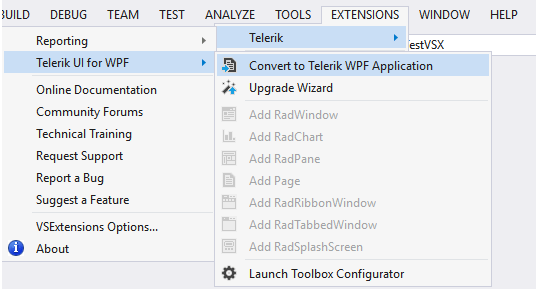 BUILD DEBUG TEAM TEST ANALYZE TOOLS EXTENSIONS WINDOW HELP
Telerik
TestVSX
Reporting
Telerik UI for WPF
Online Documentation
Community Forums
Technical Training
Request Support
Report a Bug
Suggest a Feature
VSExtensions Options...
About
Convert to Telerik WPF Application
Upgrade Wizard
Add RadWindow
Add RadChart
Add RadPane
Add Page
Add RadRibbonWindow
Add RadTabbedWindow
Add RadSplashScreen
Launch Toolbox Configurator